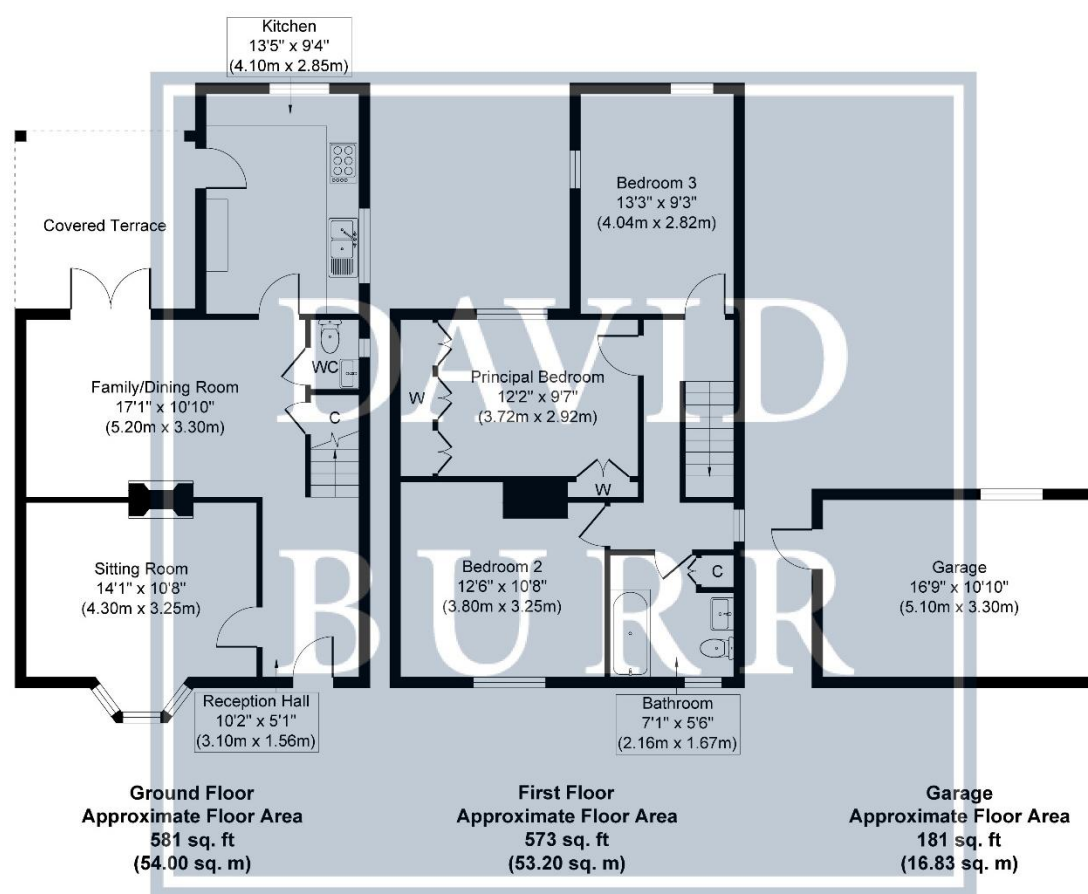 Kitchen
13'5" x 9'4"
(4.10m x 2.85m)
Covered Terrace
Bedroom 3
13'3" x 9'3"
(4.04m x 2.82m)
DAVID
BURR
WC
Family/Dining Room
17'1" x 10'10"
(5.20m x 3.30m)
C
W
Principal Bedroom
12'2" x 9'7"
(3.72m x 2.92m)
W
Sitting Room
14'1" x 10'8"
(4.30m x 3.25m)
Bedroom 2
12'6" x 10'8"
(3.80m x 3.25m)
C
Garage
16'9" x 10'10"
(5.10m x 3.30m)
Reception Hall
10'2" x 5'1"
(3.10m x 1.56m)
Bathroom
7'1" x 5'6"
(2.16m x 1.67m)
Ground Floor
Approximate Floor Area
581 sq. ft
(54.00 sq. m)
First Floor
Approximate Floor Area
573 sq. ft
(53.20 sq. m)
Garage
Approximate Floor Area
181 sq. ft
(16.83 sq. m)